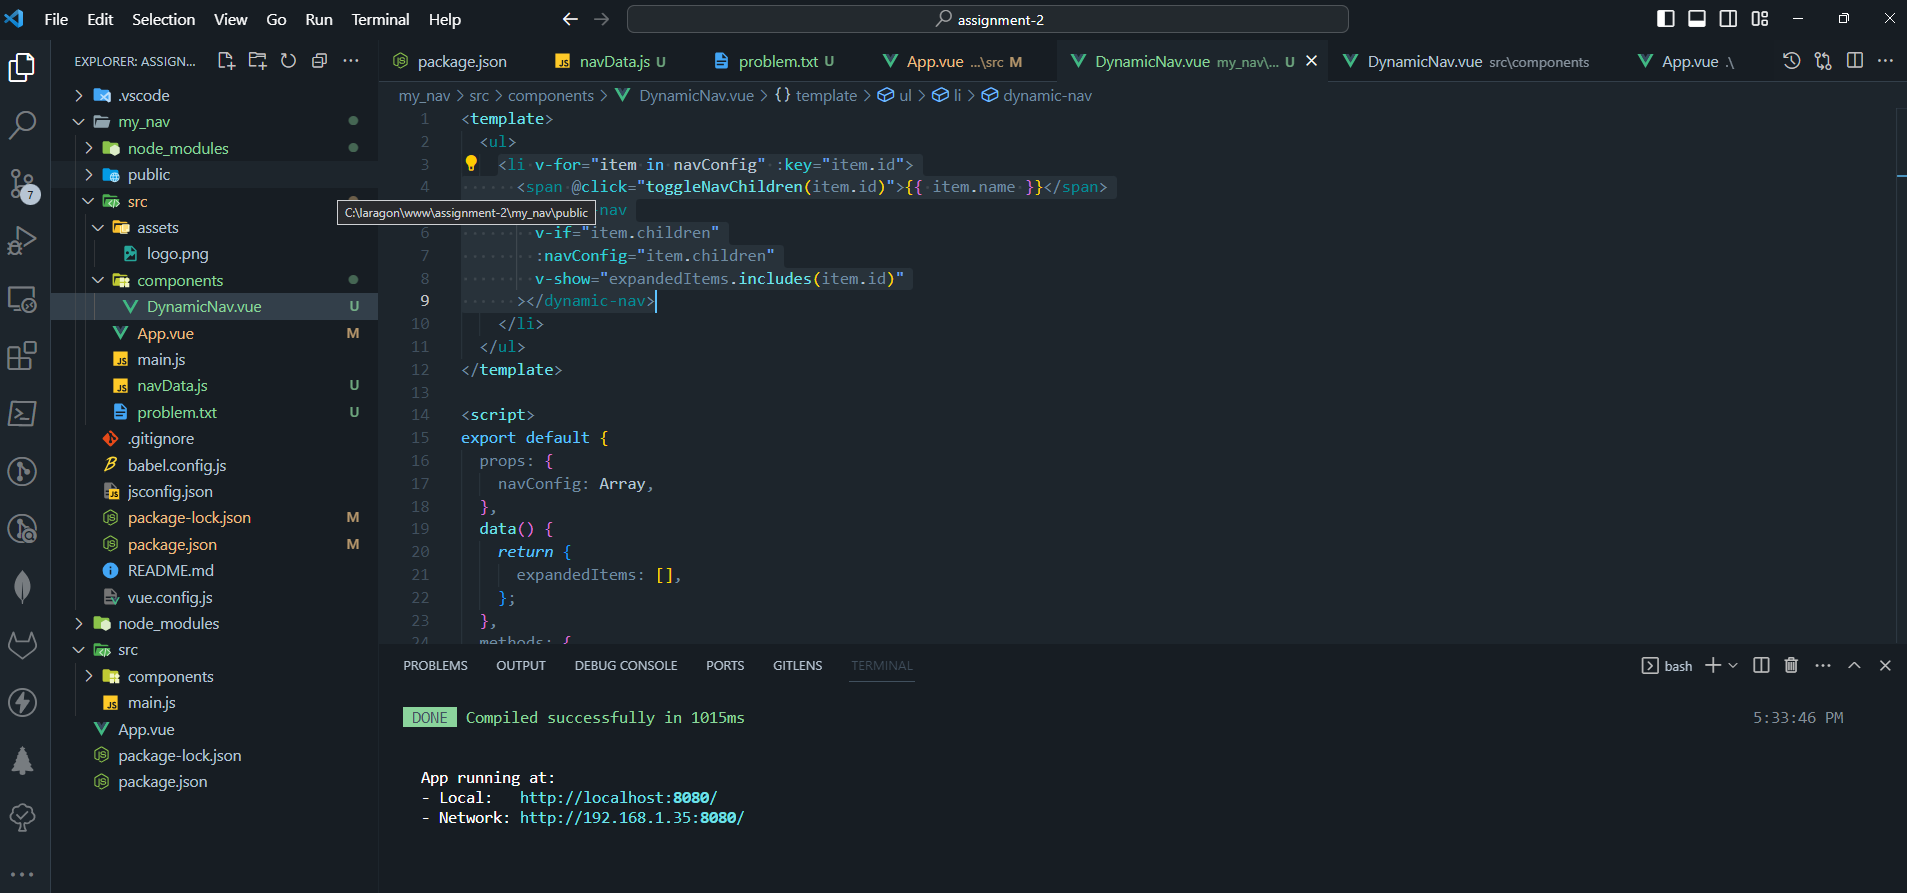 File Edit Selection View Go Run Terminal Help
assignment-2
EXPLORER: ASSIGN...
package.json
navData.js U
problem.txt U
App.vue ...\src M
DynamicNav.vue my_nav\... U
DynamicNav.vue src\components
App.vue .\
my_nav > src > components > DynamicNav.vue > {} template > ul > li > dynamic-nav
.vscode
my_nav
node_modules
public
src
assets
logo.png
components
DynamicNav.vue U
App.vue M
main.js
navData.js U
problem.txt U
.gitignore
babel.config.js
jsconfig.json
package-lock.json M
package.json M
README.md
vue.config.js
node_modules
src
components
main.js
App.vue
package-lock.json
package.json
7
C:\laragon\www\assignment-2\my_nav\public
1 <template>
2 <ul>
3 <li v-for="item in navConfig" :key="item.id">
4 <span @click="toggleNavChildren(item.id)">{{ item.name }}</span>
nav
6 v-if="item.children"
7 :navConfig="item.children"
8 v-show="expandedItems.includes(item.id)"
9 ></dynamic-nav>
10 </li>
11 </ul>
12 </template>
13
14 <script>
15 export default {
16 props: {
17 navConfig: Array,
18 },
19 data() {
20 return {
21 expandedItems: [],
22 };
23 },
24 methods: {
PROBLEMS OUTPUT DEBUG CONSOLE PORTS GITLENS TERMINAL
bash
DONE Compiled successfully in 1015ms 5:33:46 PM
App running at:
- Local: http://localhost:8080/
- Network: http://192.168.1.35:8080/